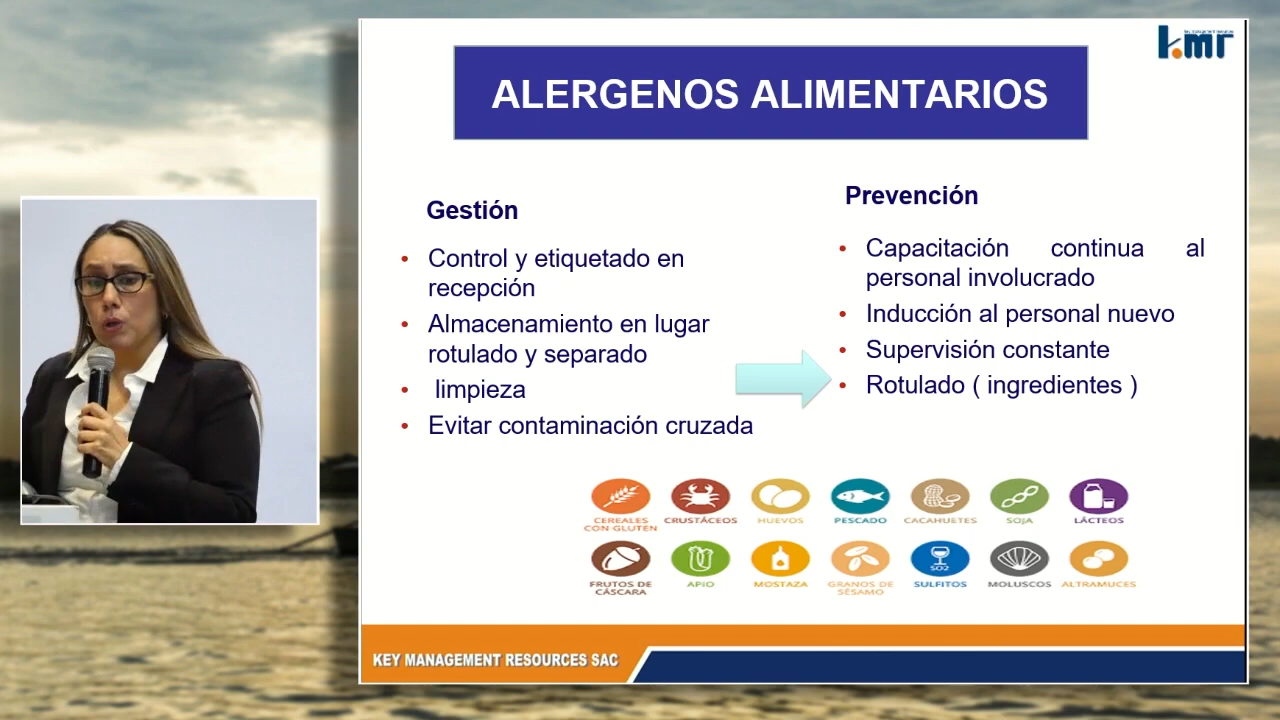 kmr
ALERGENOS ALIMENTARIOS
Gestión
• Control y etiquetado en
recepción
• Almacenamiento en lugar
rotulado y separado
• limpieza
• Evitar contaminación cruzada
Prevención
• Capacitación continua al
personal involucrado
• Inducción al personal nuevo
• Supervisión constante
• Rotulado ( ingredientes )
CEREALES
CON GLUTEN
CRUSTÁCEOS
HUEVOS
PESCADO
CACAHUETES
SOJA
LÁCTEOS
FRUTOS DE
CÁSCARA
APIO
MOSTAZA
GRANOS DE
SÉSAMO
SO2
SULFITOS
MOLUSCOS
ALTRAMUCES
KEY MANAGEMENT RESOURCES SAC